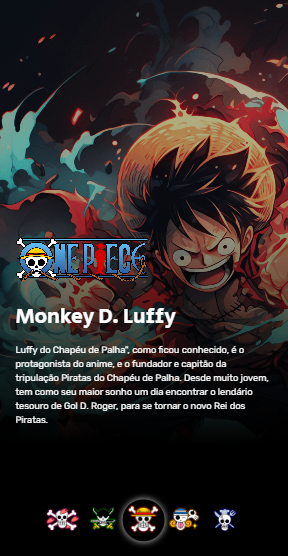 ONE PIECE
Monkey D. Luffy
Luffy do Chapéu de Palha", como ficou conhecido, é o
protagonista do anime, e o fundador e capitão da
tripulação Piratas do Chapéu de Palha. Desde muito jovem,
tem como seu maior sonho um dia encontrar o lendário
tesouro de Gol D. Roger, para se tornar o novo Rei dos
Piratas.